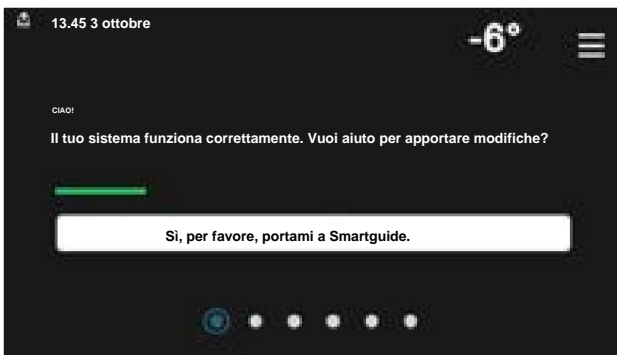 13.45 3 ottobre
-6°
CIAO!
Il tuo sistema funziona correttamente. Vuoi aiuto per apportare modifiche?
Sì, per favore, portami a Smartguide.